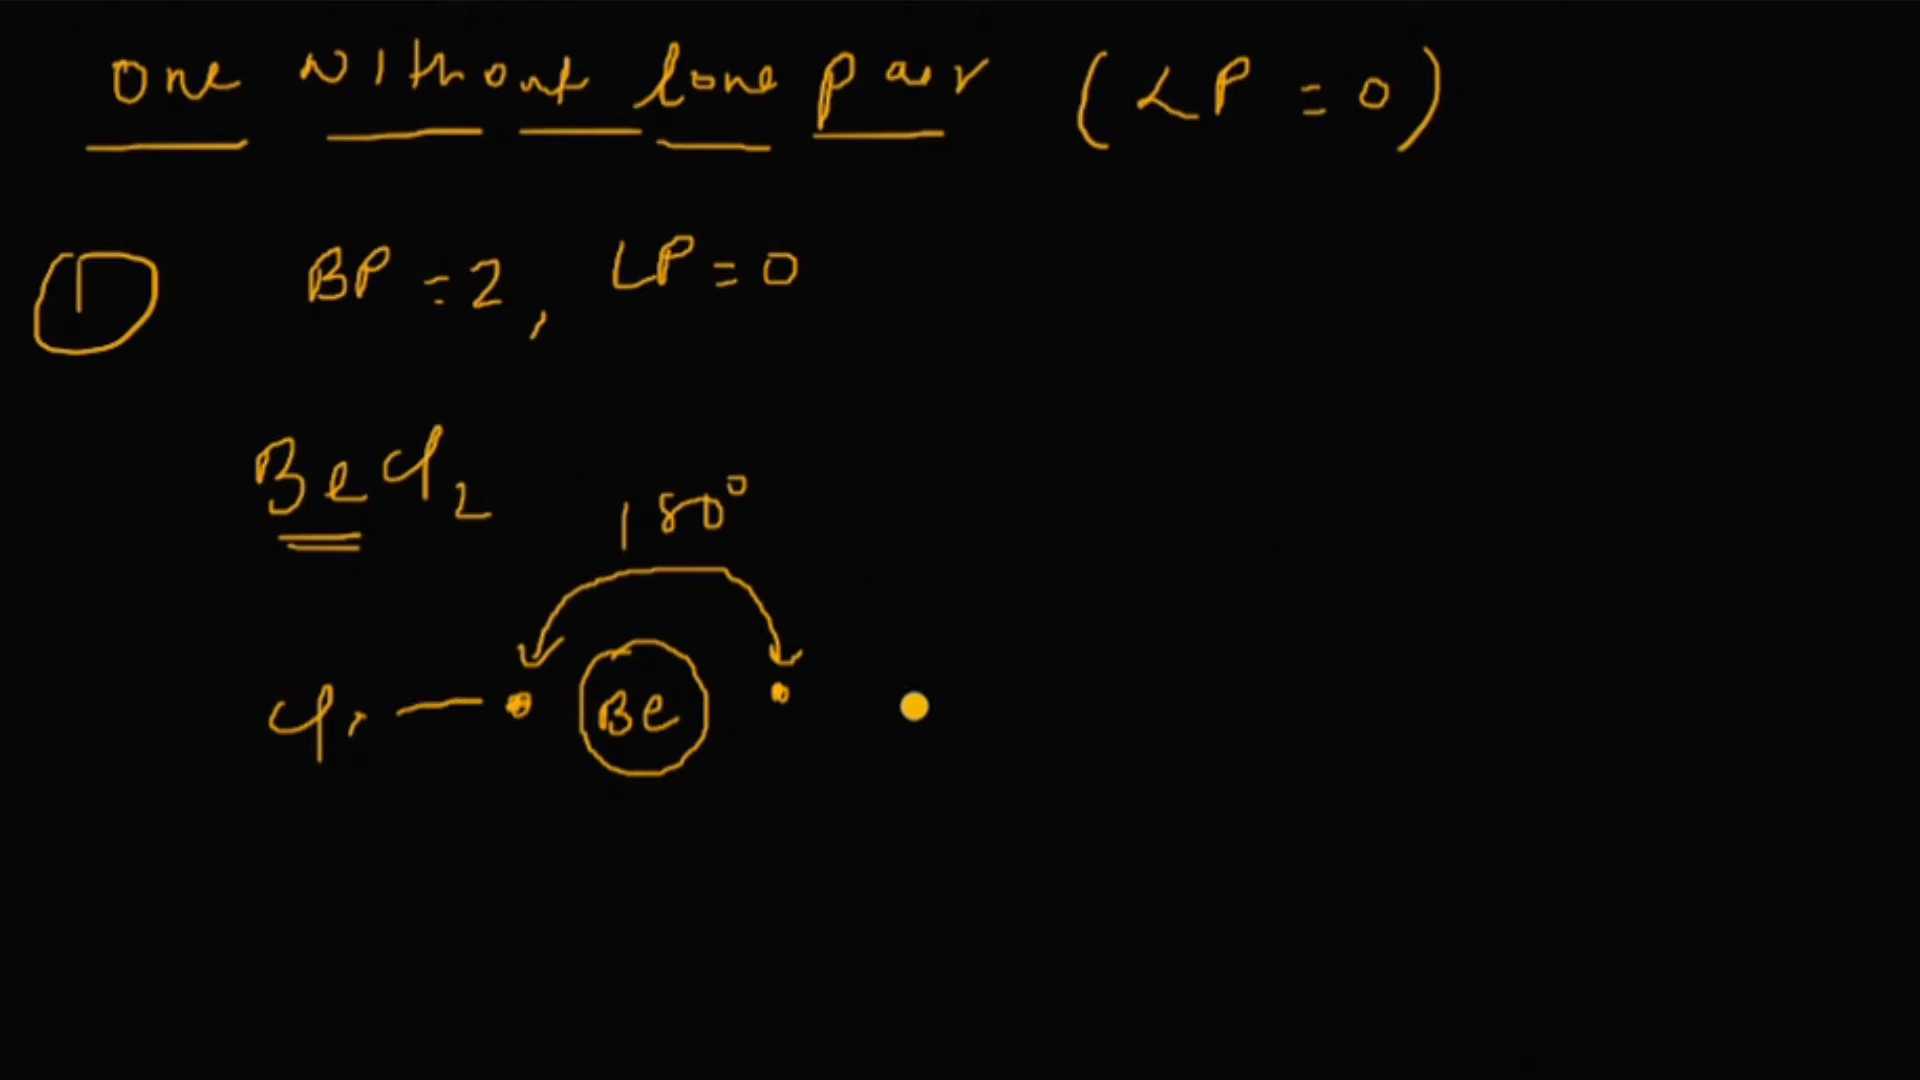 One Without lone pair (LP = 0)
1 BP = 2, LP = 0
BeCl2
180°
Cl — Be